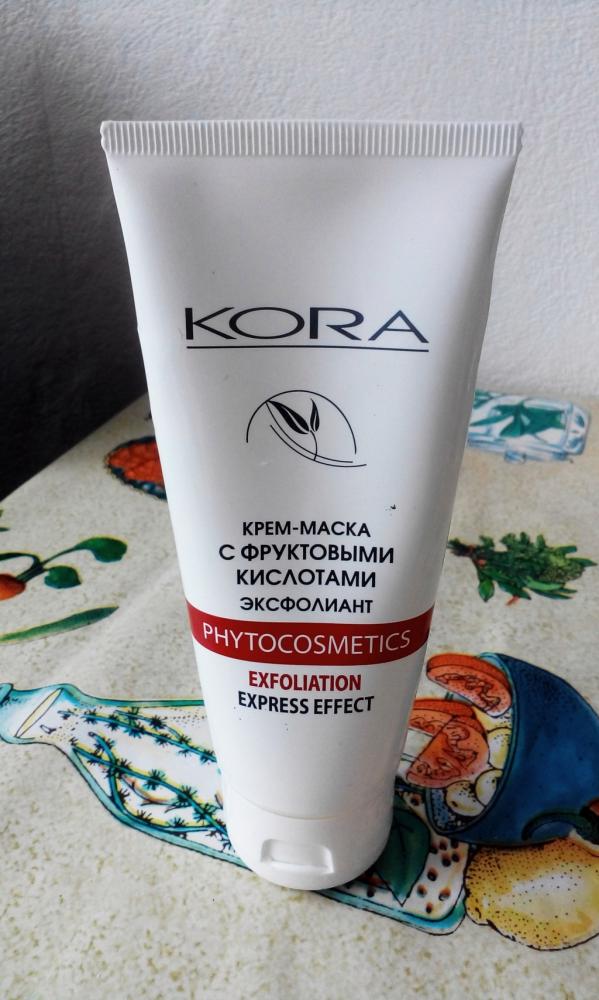 KORA
КРЕМ-МАСКА
С ФРУКТОВЫМИ
КИСЛОТАМИ
ЭКСФОЛИАНТ
PHYTOCOSMETICS
EXFOLIATION
EXPRESS EFFECT